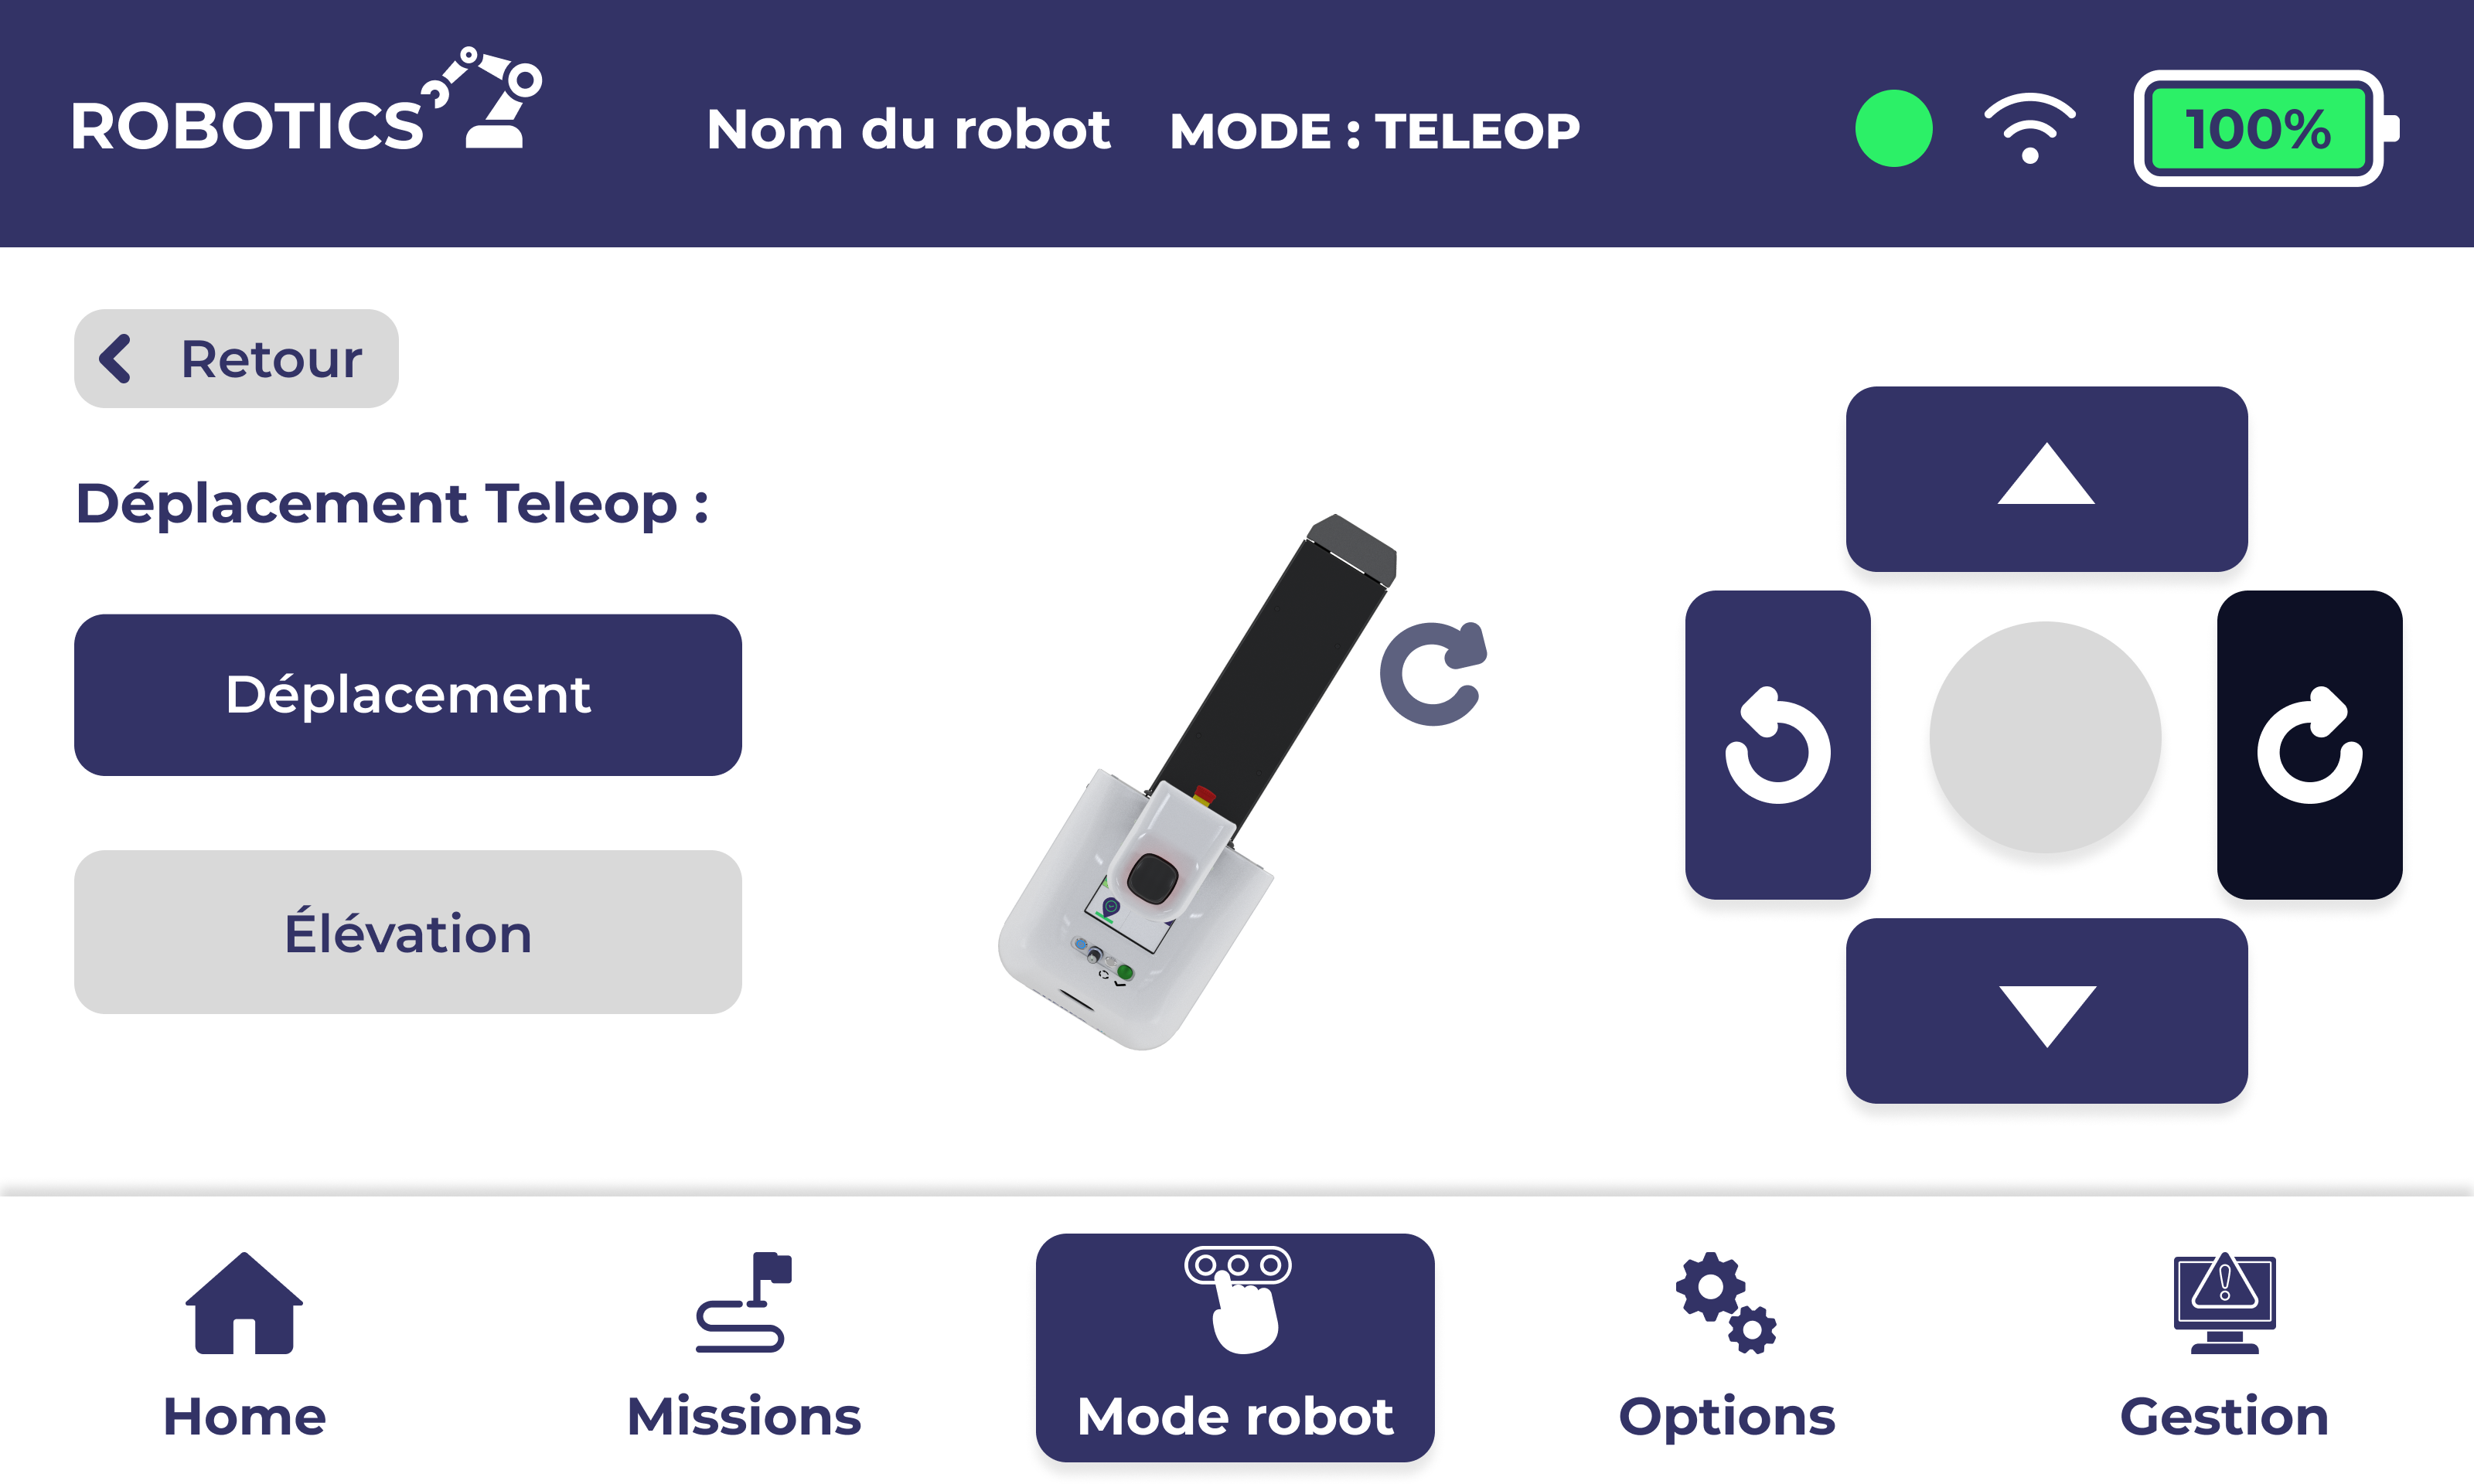 ROBOTICS
Nom du robot
MODE : TELEOP
100%
Retour
Déplacement Teleop :
Déplacement
Élévation
Home
Missions
Mode robot
Options
Gestion